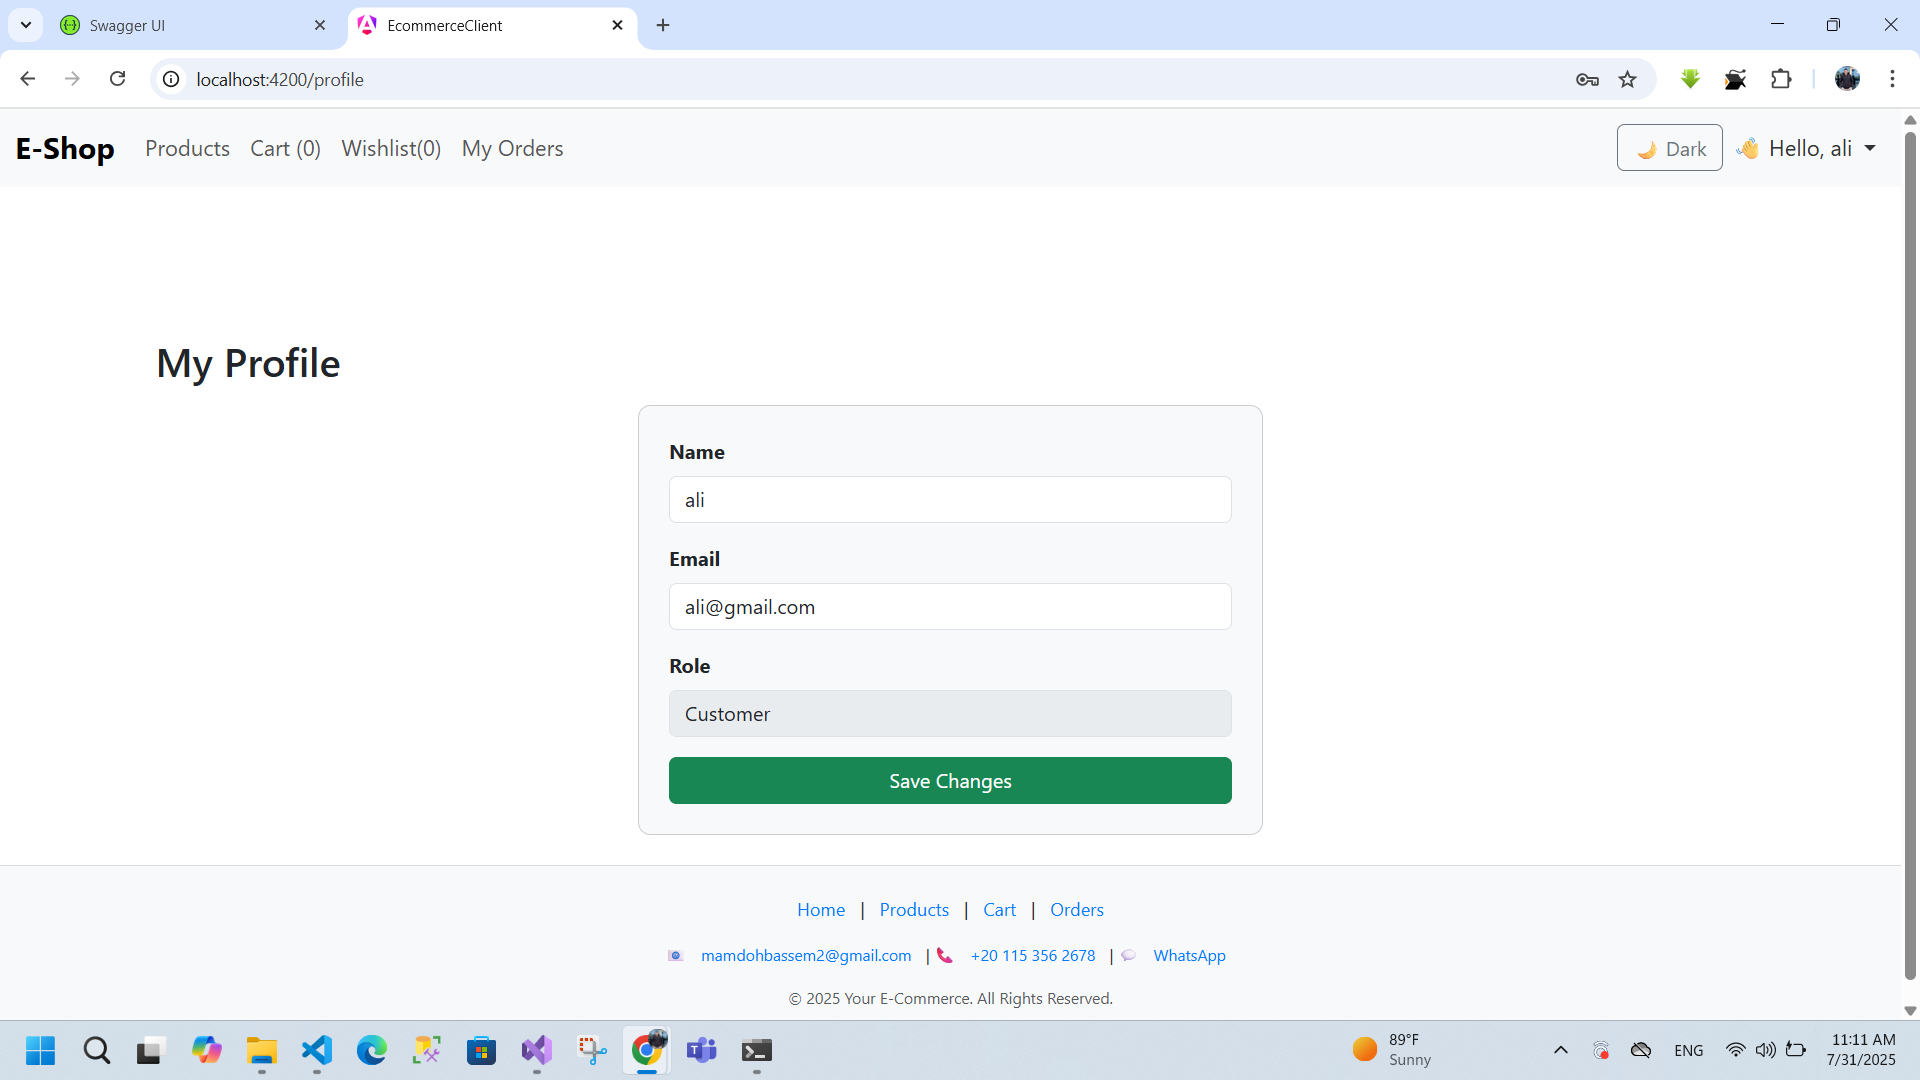 Swagger UI
EcommerceClient
localhost:4200/profile
E-Shop Products Cart (0) Wishlist(0) My Orders 🌙 Dark 👋 Hello, ali
My Profile
Name
ali
Email
ali@gmail.com
Role
Customer
Save Changes
Home | Products | Cart | Orders
📧 mamdohbassem2@gmail.com | 📞 +20 115 356 2678 | 💬 WhatsApp
© 2025 Your E-Commerce. All Rights Reserved.
89°F
Sunny
ENG
11:11 AM
7/31/2025